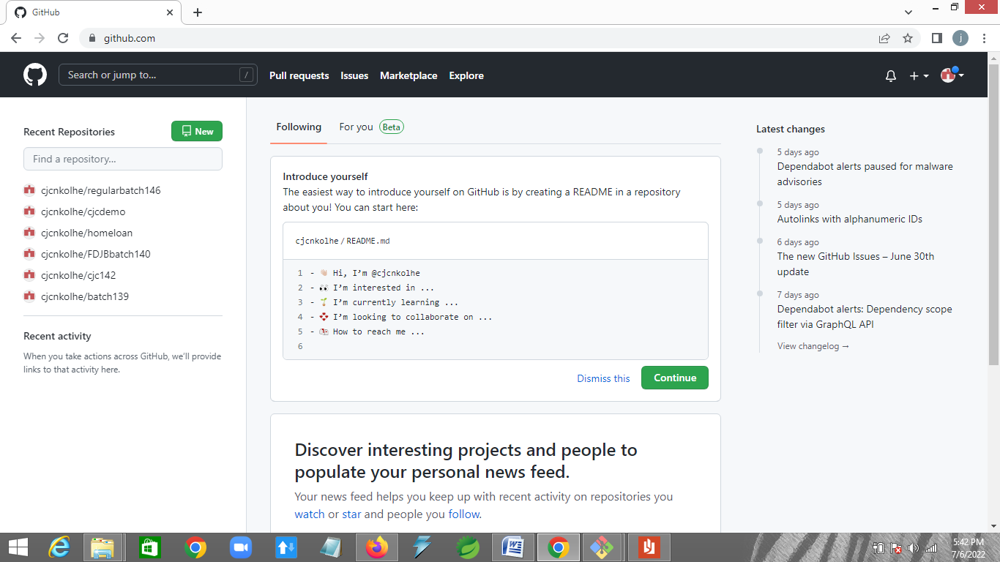 GitHub
github.com
j
Search or jump to...
/
Pull requests Issues Marketplace Explore
Recent Repositories
New
Find a repository...
cjcnkolhe/regularbatch146
cjcnkolhe/cjcdemo
cjcnkolhe/homeloan
cjcnkolhe/FDJBbatch140
cjcnkolhe/cjc142
cjcnkolhe/batch139
Recent activity
When you take actions across GitHub, we'll provide
links to that activity here.
Following For you Beta
Introduce yourself
The easiest way to introduce yourself on GitHub is by creating a README in a repository
about you! You can start here:
cjcnkolhe / README.md
1 - 👋 Hi, I'm @cjcnkolhe
2 - 👀 I'm interested in ...
3 - 🌱 I'm currently learning ...
4 - 💞️ I'm looking to collaborate on ...
5 - 📫 How to reach me ...
6
Dismiss this Continue
Discover interesting projects and people to
populate your personal news feed.
Your news feed helps you keep up with recent activity on repositories you
watch or star and people you follow.
Latest changes
5 days ago
Dependabot alerts paused for malware
advisories
5 days ago
Autolinks with alphanumeric IDs
6 days ago
The new GitHub Issues – June 30th
update
7 days ago
Dependabot alerts: Dependency scope
filter via GraphQL API
View changelog →
5:42 PM
7/6/2022